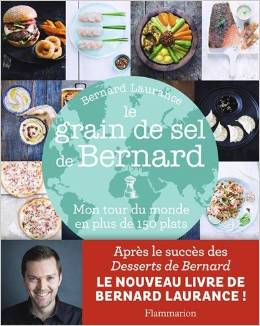 Bernard Laurance
le
grain de sel
de Bernard
Mon tour du monde
en plus de 150 plats
Après le succès des
Desserts de Bernard
LE NOUVEAU LIVRE DE
BERNARD LAURANCE !
Flammarion